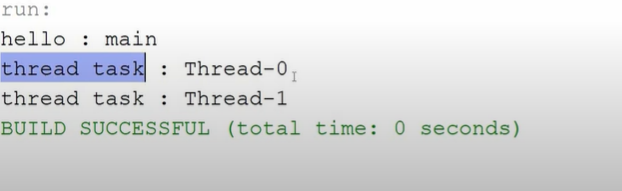 run:
hello : main
thread task : Thread-0
thread task : Thread-1
BUILD SUCCESSFUL (total time: 0 seconds)